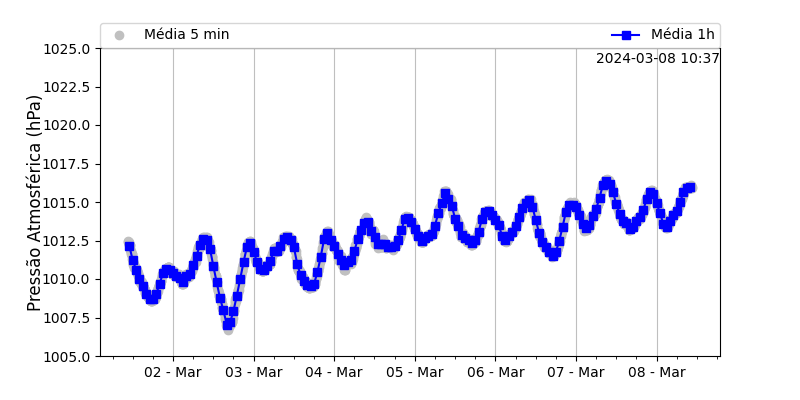 Média 5 min
Média 1h
2024-03-08 10:37
Pressão Atmosférica (hPa)
1025.0
1022.5
1020.0
1017.5
1015.0
1012.5
1010.0
1007.5
1005.0
02 - Mar
03 - Mar
04 - Mar
05 - Mar
06 - Mar
07 - Mar
08 - Mar